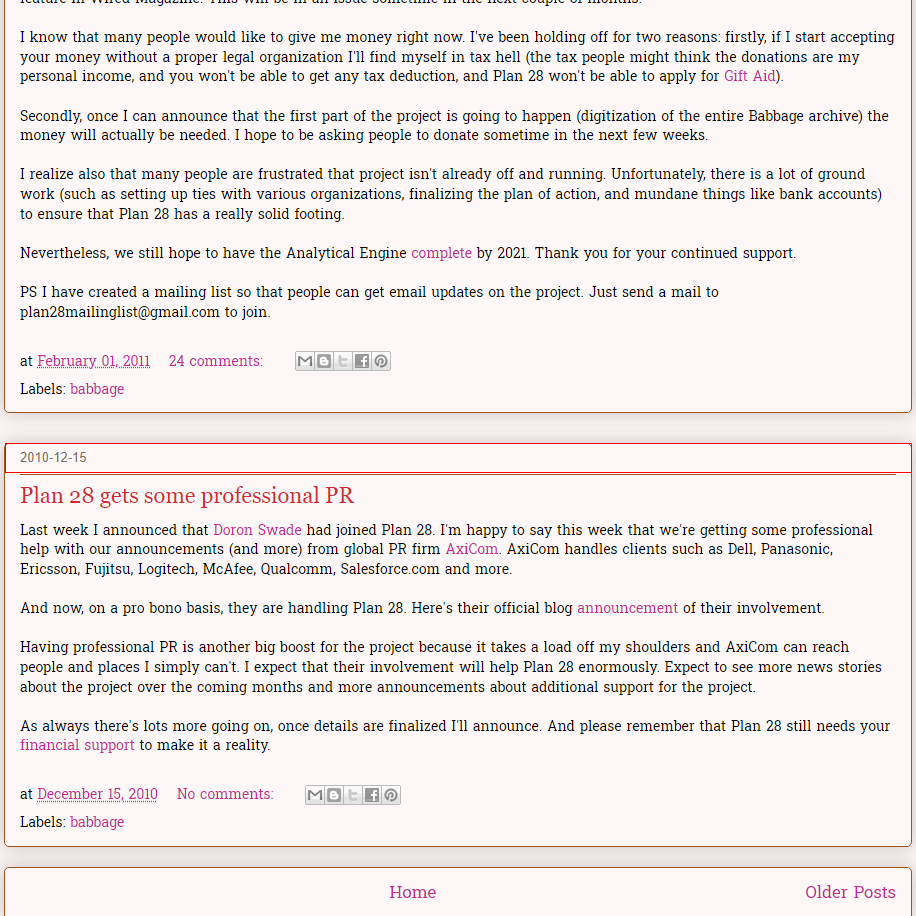 feature in Wired Magazine. This will be in an issue sometime in the next couple of months.
I know that many people would like to give me money right now. I've been holding off for two reasons: firstly, if I start accepting
your money without a proper legal organization I'll find myself in tax hell (the tax people might think the donations are my
personal income, and you won't be able to get any tax deduction, and Plan 28 won't be able to apply for Gift Aid).
Secondly, once I can announce that the first part of the project is going to happen (digitization of the entire Babbage archive) the
money will actually be needed. I hope to be asking people to donate sometime in the next few weeks.
I realize also that many people are frustrated that project isn't already off and running. Unfortunately, there is a lot of ground
work (such as setting up ties with various organizations, finalizing the plan of action, and mundane things like bank accounts)
to ensure that Plan 28 has a really solid footing.
Nevertheless, we still hope to have the Analytical Engine complete by 2021. Thank you for your continued support.
PS I have created a mailing list so that people can get email updates on the project. Just send a mail to
plan28mailinglist@gmail.com to join.
at February 01, 2011 24 comments:
Labels: babbage
2010-12-15
Plan 28 gets some professional PR
Last week I announced that Doron Swade had joined Plan 28. I'm happy to say this week that we're getting some professional
help with our announcements (and more) from global PR firm AxiCom. AxiCom handles clients such as Dell, Panasonic,
Ericsson, Fujitsu, Logitech, McAfee, Qualcomm, Salesforce.com and more.
And now, on a pro bono basis, they are handling Plan 28. Here's their official blog announcement of their involvement.
Having professional PR is another big boost for the project because it takes a load off my shoulders and AxiCom can reach
people and places I simply can't. I expect that their involvement will help Plan 28 enormously. Expect to see more news stories
about the project over the coming months and more announcements about additional support for the project.
As always there's lots more going on, once details are finalized I'll announce. And please remember that Plan 28 still needs your
financial support to make it a reality.
at December 15, 2010 No comments:
Labels: babbage
Home Older Posts